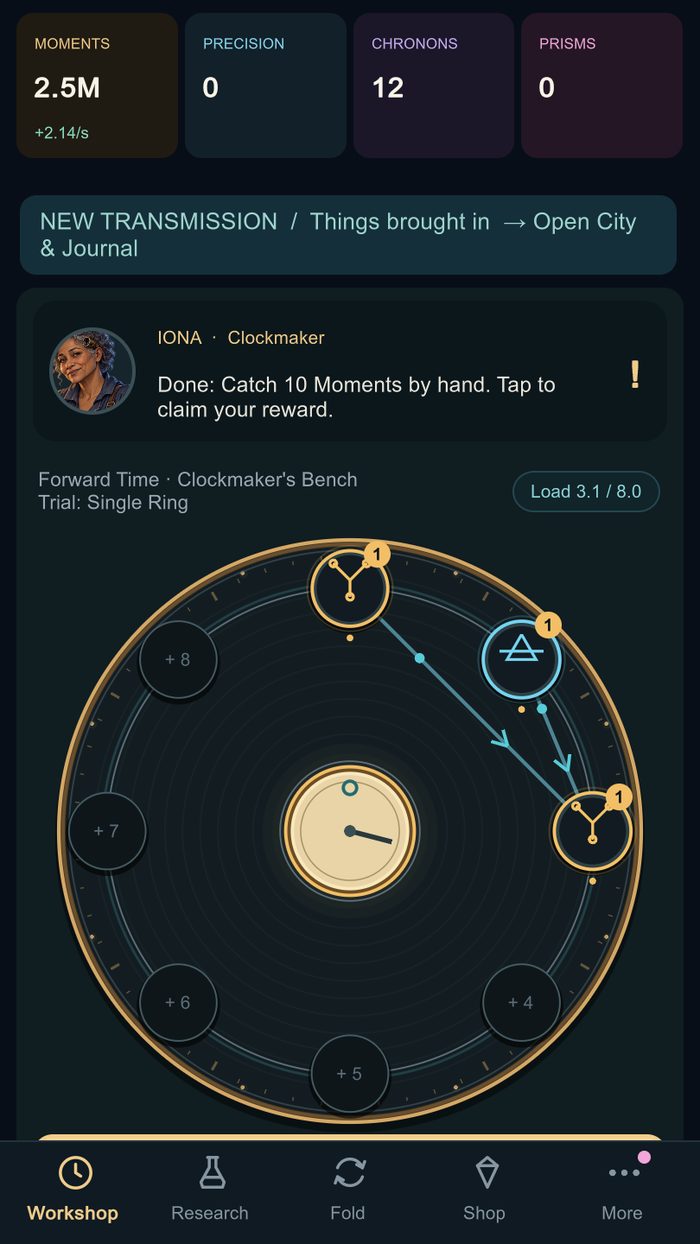 MOMENTS
PRECISION
CHRONONS
PRISMS
2.5M
0
12
0
+2.14/s
NEW TRANSMISSION / Things brought in → Open City
& Journal
IONA · Clockmaker
Done: Catch 10 Moments by hand. Tap to
claim your reward.
!
Forward Time · Clockmaker's Bench
Trial: Single Ring
Load 3.1 / 8.0
1
1
+ 8
1
+ 7
+ 6
+ 4
+ 5
Workshop
Research
Fold
Shop
More